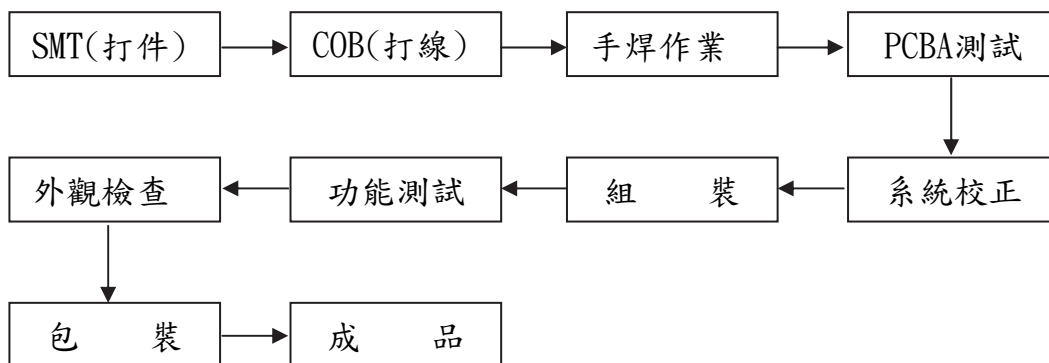 SMT(打件)
COB(打線)
手焊作業
PCBA測試
系統校正
組 裝
功能測試
外觀檢查
包 裝
成 品